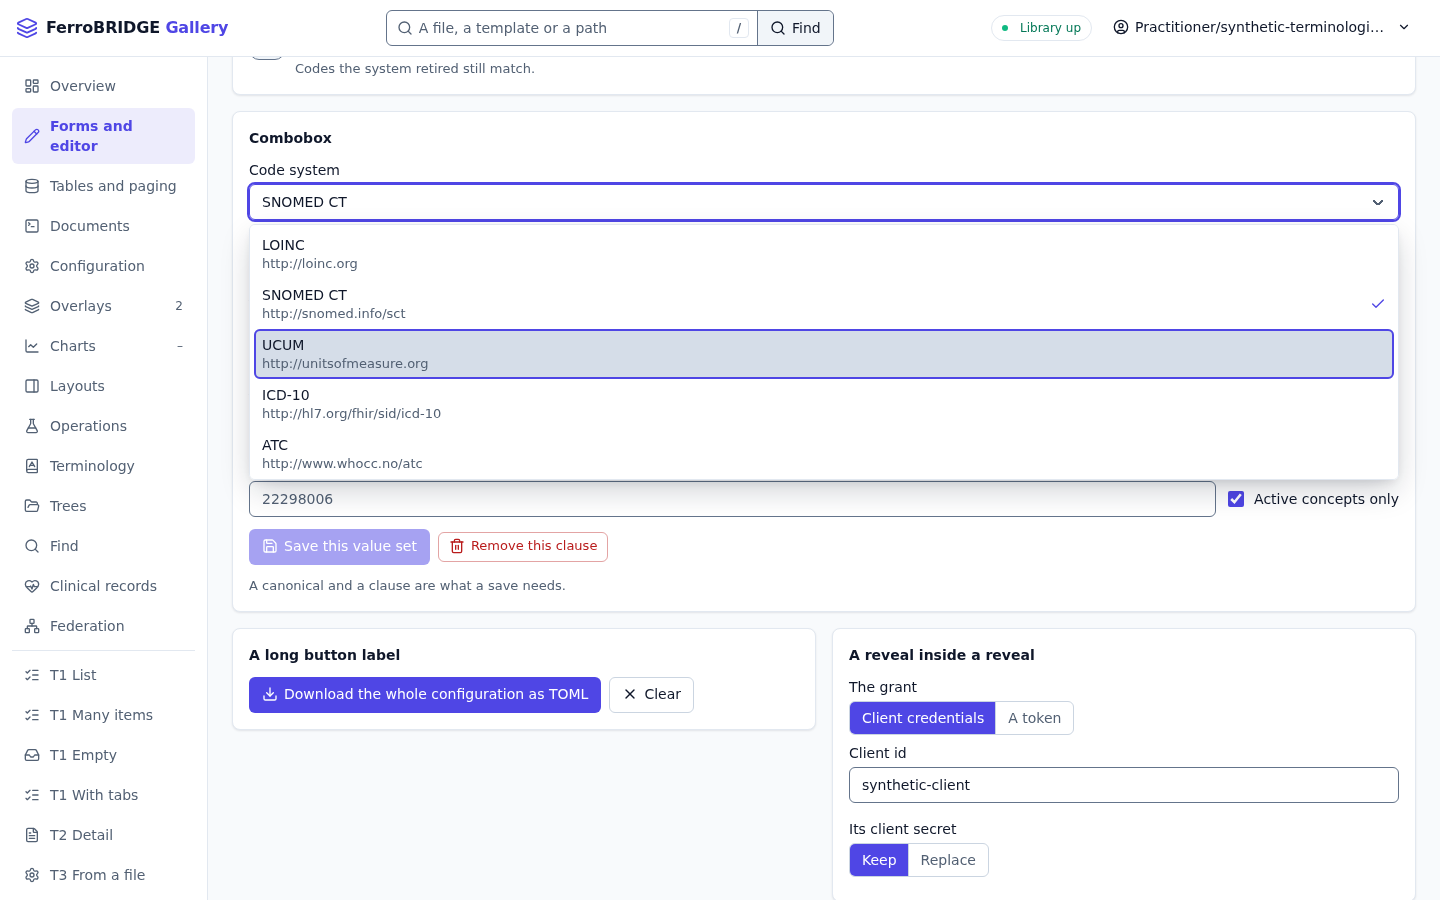 FerroBRIDGE Gallery
A file, a template or a path
/
Find
Library up
Practitioner/synthetic-terminologi...
Overview
Forms and
editor
Tables and paging
Documents
Configuration
Overlays 2
Charts –
Layouts
Operations
Terminology
Trees
Find
Clinical records
Federation
T1 List
T1 Many items
T1 Empty
T1 With tabs
T2 Detail
T3 From a file
Codes the system retired still match.
Combobox
Code system
SNOMED CT
LOINC
http://loinc.org
SNOMED CT
http://snomed.info/sct
UCUM
http://unitsofmeasure.org
ICD-10
http://hl7.org/fhir/sid/icd-10
ATC
http://www.whocc.no/atc
22298006
Active concepts only
Save this value set
Remove this clause
A canonical and a clause are what a save needs.
A long button label
Download the whole configuration as TOML
Clear
A reveal inside a reveal
The grant
Client credentials
A token
Client id
synthetic-client
Its client secret
Keep
Replace